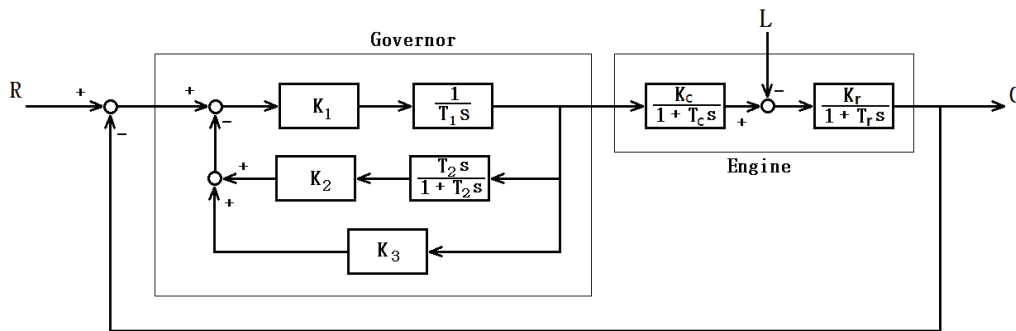 L
Governor
R
+
−
+
−
K₁
1
T₁s
Kc
1 + Tcs
−
+
Kr
1 + Trs
C
Engine
+
+
K₂
T₂s
1 + T₂s
K₃